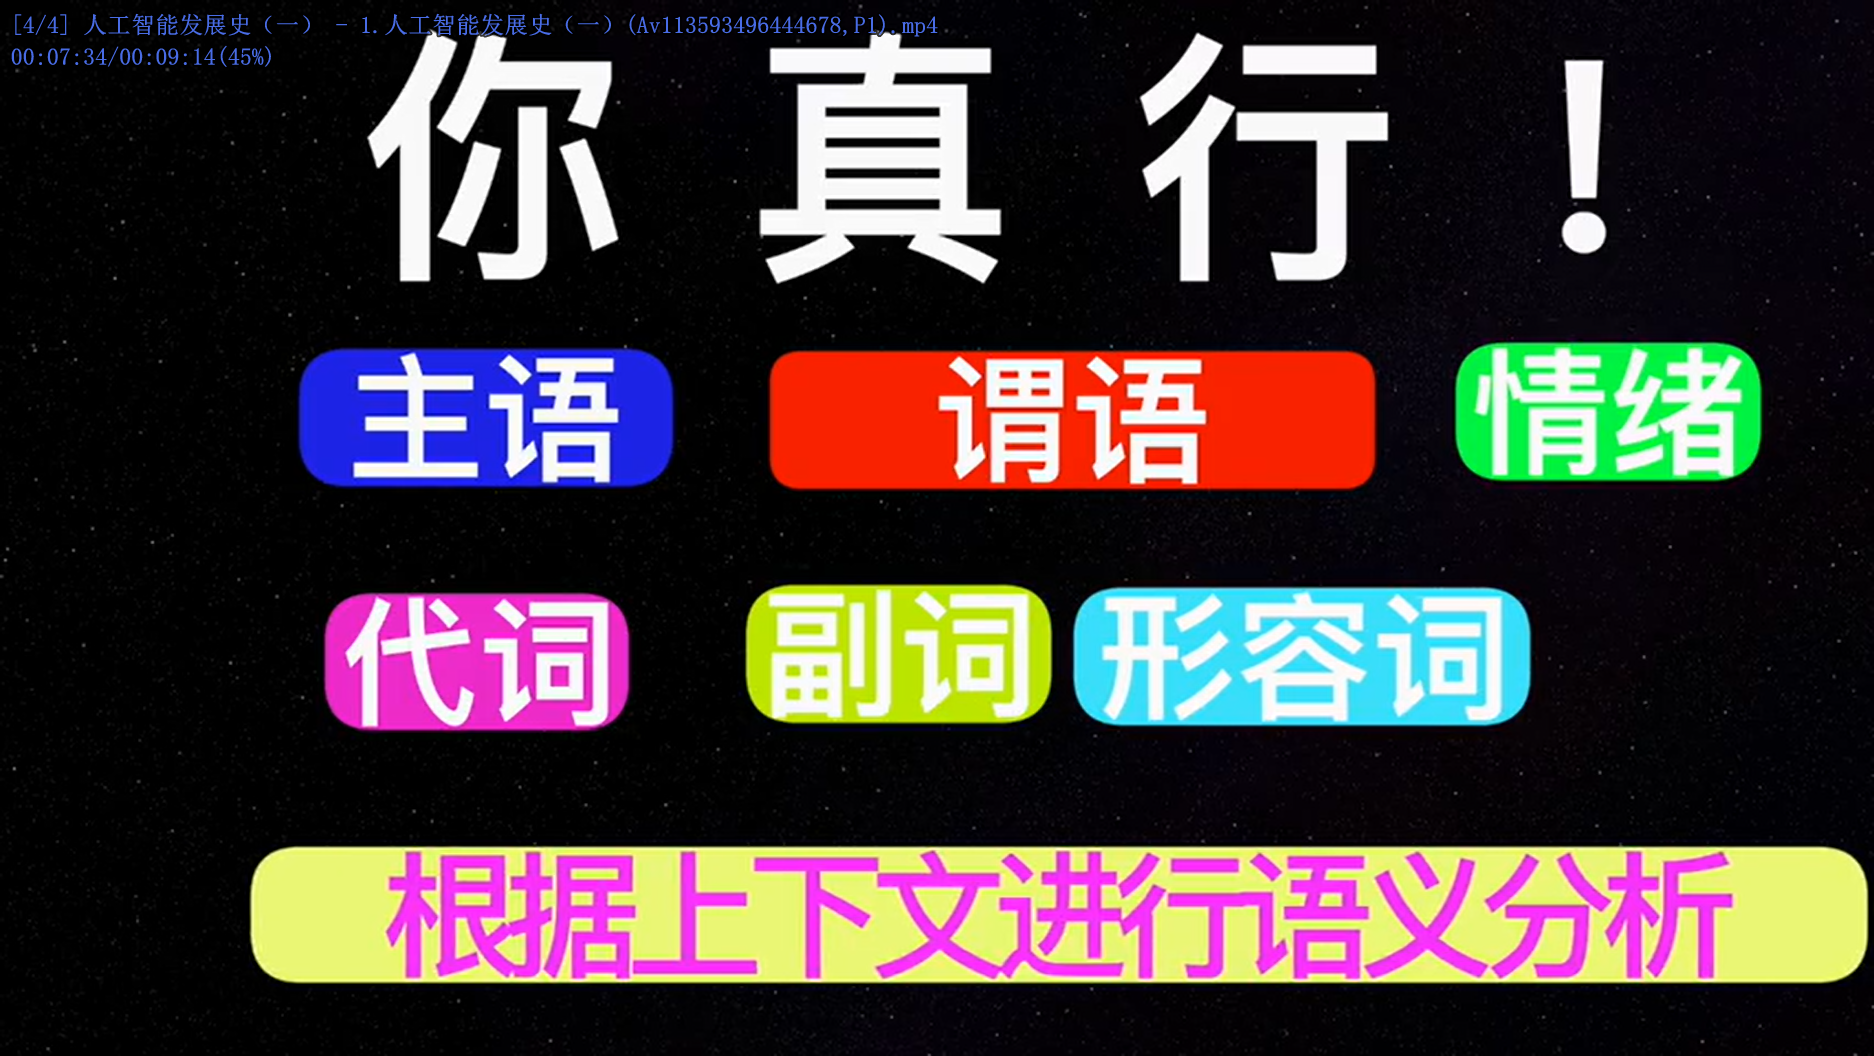 [4/4] 人工智能发展史（一） - 1.人工智能发展史（一）(Av113593496444678,P1).mp4
00:07:34/00:09:14(45%)
你真行！
主语 谓语 情绪
代词 副词 形容词
根据上下文进行语义分析